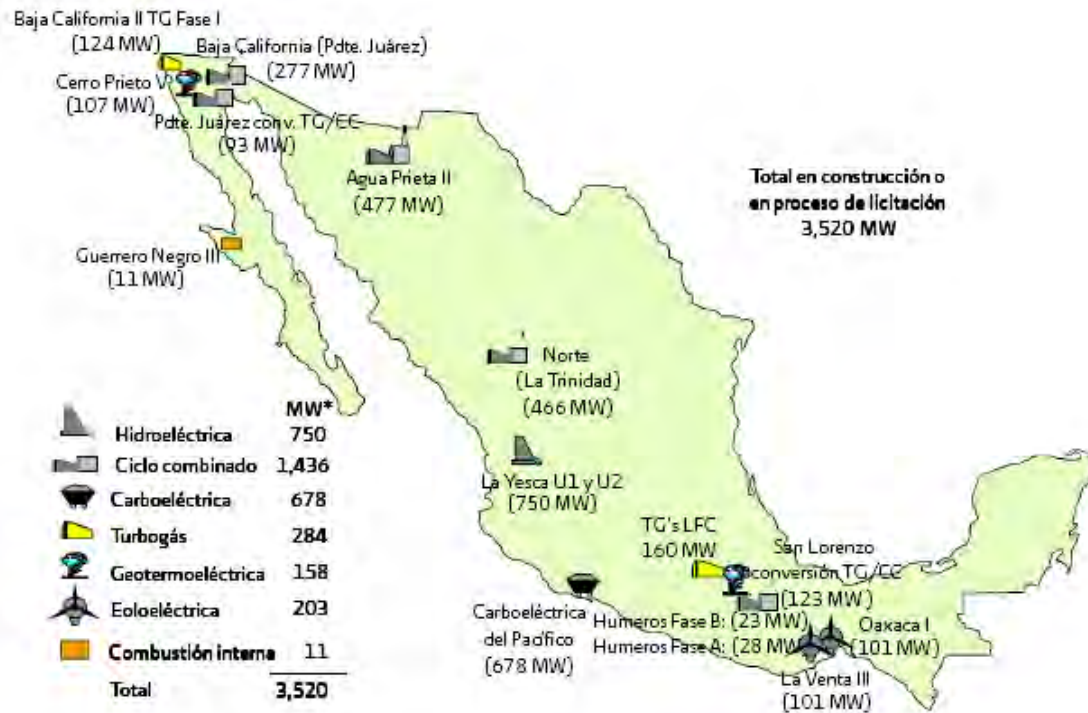 Baja California II TG Fase I
(124 MW)
Baja California (Pdte. Juárez)
(277 MW)
Cerro Prieto V
(107 MW)
Pdte. Juárez conv. TG/CC
(93 MW)
Agua Prieta II
(477 MW)
Total en construcción o
en proceso de licitación
3,520 MW
Guerrero Negro III
(11 MW)
Norte
(La Trinidad)
(466 MW)
La Yesca U1 y U2
(750 MW)
MW*
Hidroeléctrica 750
Ciclo combinado 1,436
Carboeléctrica 678
Turbogás 284
Geotermoeléctrica 158
Eoloeléctrica 203
Combustión interna 11
Total 3,520
TG's LFC
160 MW
San Lorenzo
conversión TG/CC
(123 MW)
Carboeléctrica
del Pacífico
(678 MW)
Humeros Fase B: (23 MW)
Humeros Fase A: (28 MW)
Oaxaca I
(101 MW)
La Venta III
(101 MW)